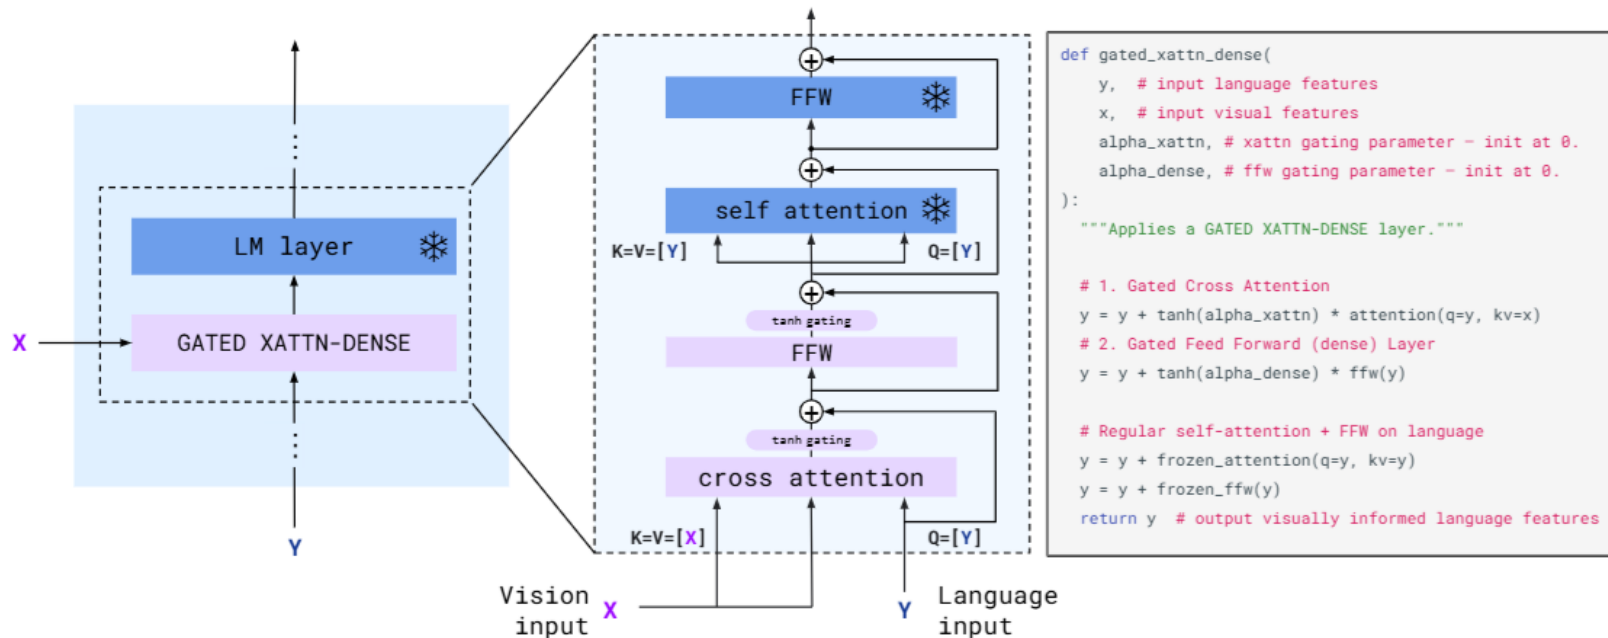 LM layer
X
GATED XATTN-DENSE
Y
FFW
self attention
K=V=[Y]
Q=[Y]
tanh gating
FFW
tanh gating
cross attention
K=V=[X]
Q=[Y]
Vision
input
X
Y
Language
input
def gated_xattn_dense(
y,  # input language features
x,  # input visual features
alpha_xattn, # xattn gating parameter – init at 0.
alpha_dense, # ffw gating parameter – init at 0.
):
"""Applies a GATED XATTN-DENSE layer."""
# 1. Gated Cross Attention
y = y + tanh(alpha_xattn) * attention(q=y, kv=x)
# 2. Gated Feed Forward (dense) Layer
y = y + tanh(alpha_dense) * ffw(y)
# Regular self-attention + FFW on language
y = y + frozen_attention(q=y, kv=y)
y = y + frozen_ffw(y)
return y  # output visually informed language features